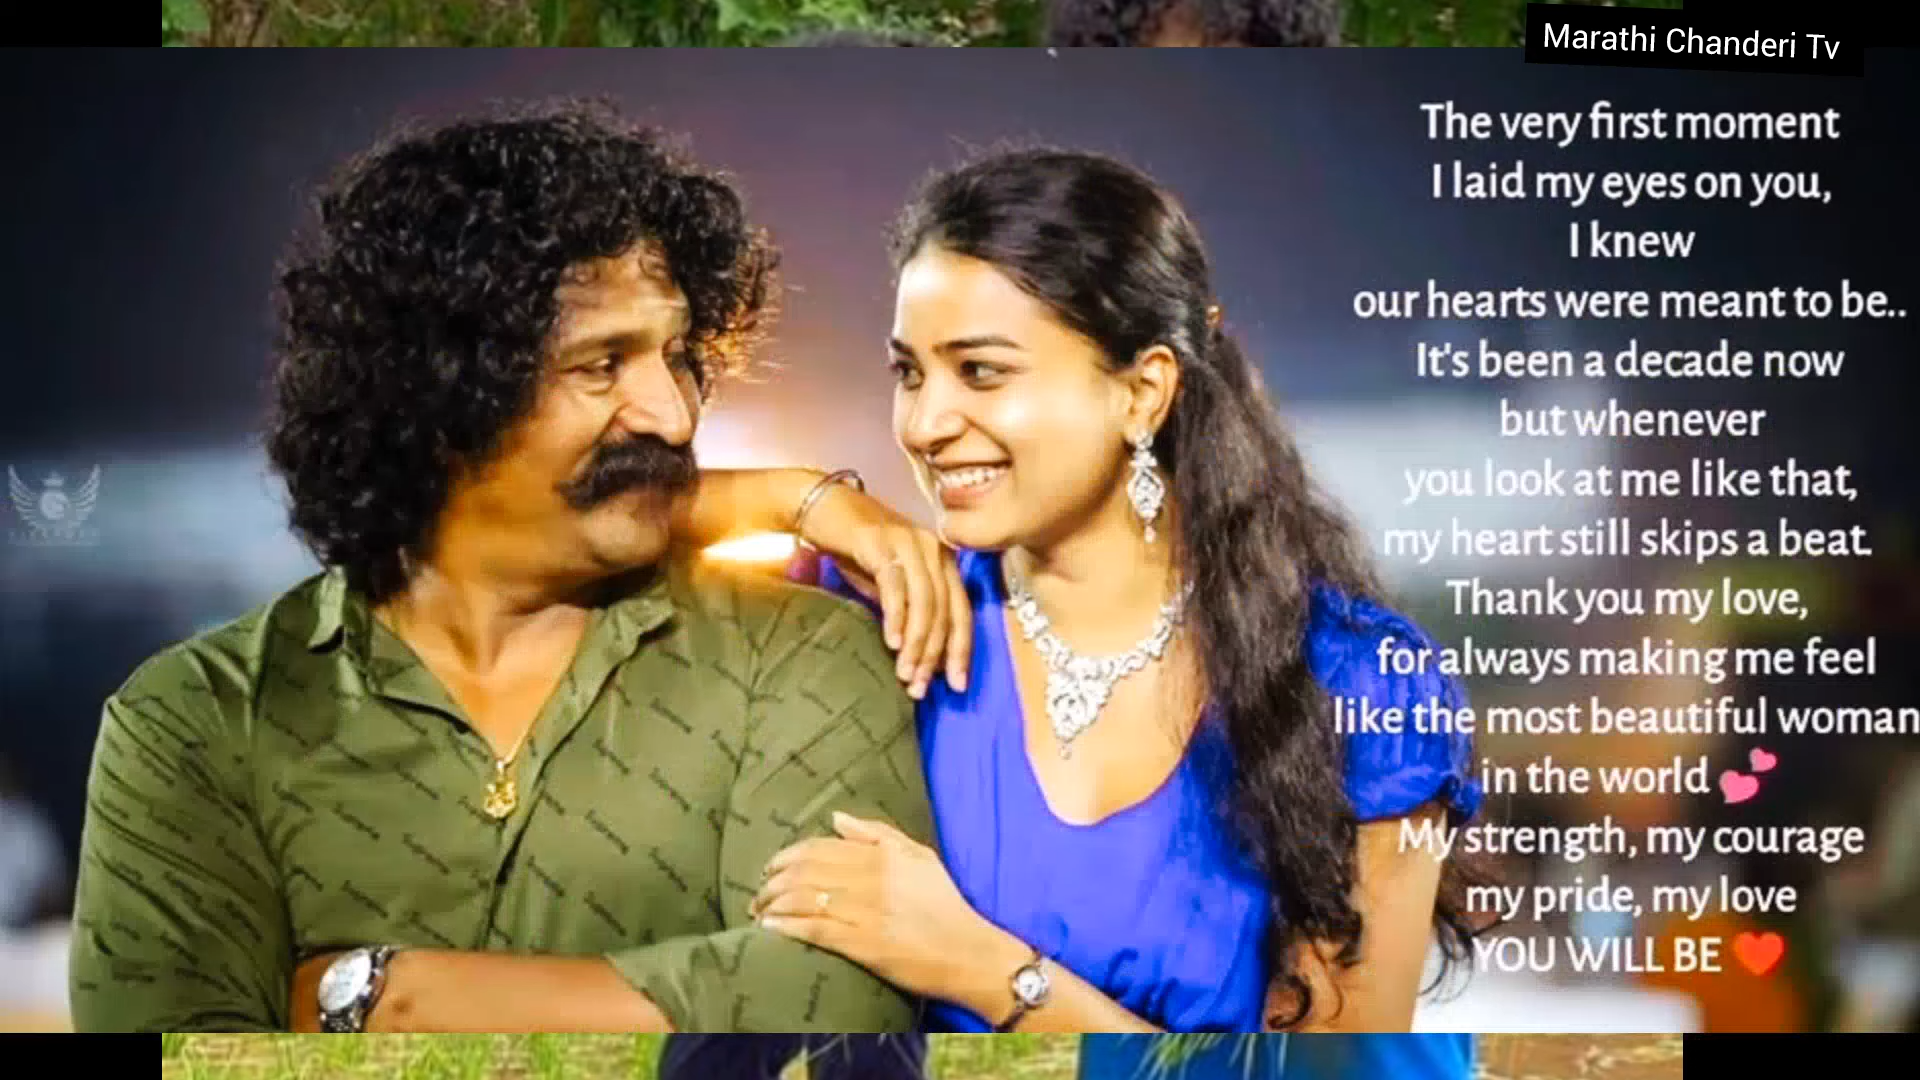 Marathi Chanderi Tv
The very first moment
I laid my eyes on you,
I knew
our hearts were meant to be..
It's been a decade now
but whenever
you look at me like that,
my heart still skips a beat.
Thank you my love,
for always making me feel
like the most beautiful woman
in the world 💕
My strength, my courage
my pride, my love
YOU WILL BE ❤️